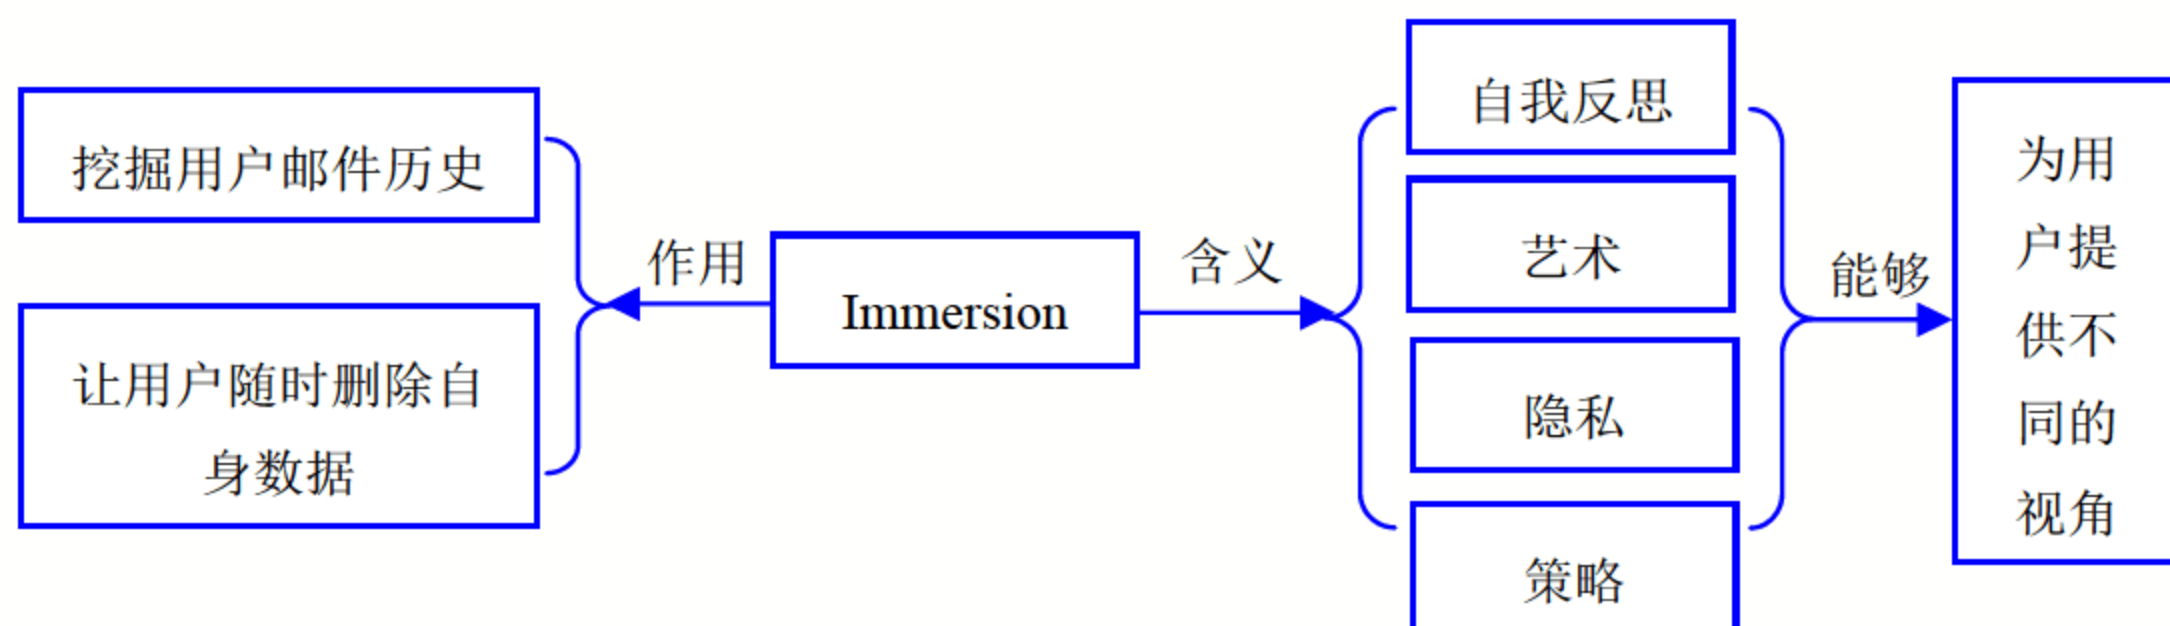 挖掘用户邮件历史
让用户随时删除自
身数据
作用
Immersion
含义
自我反思
艺术
隐私
策略
能够
为用
户提
供不
同的
视角